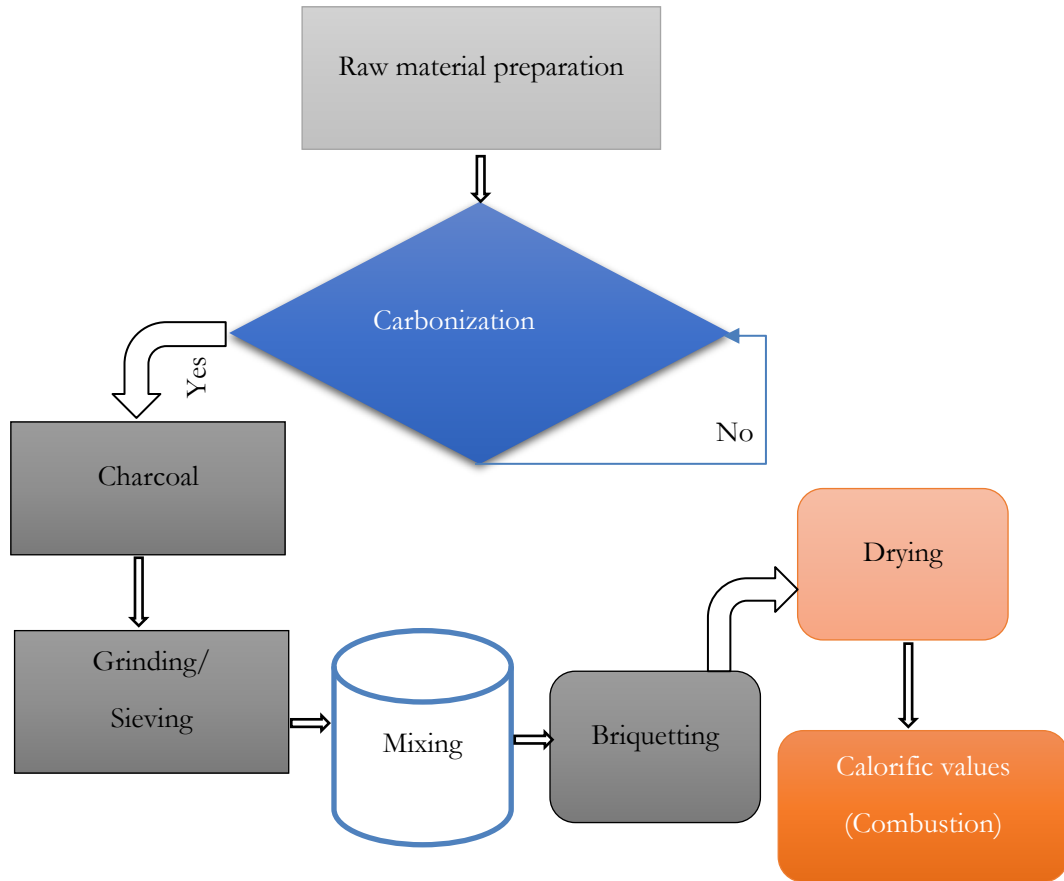 Raw material preparation
Carbonization
Yes
No
Charcoal
Grinding/
Sieving
Mixing
Briquetting
Drying
Calorific values
(Combustion)